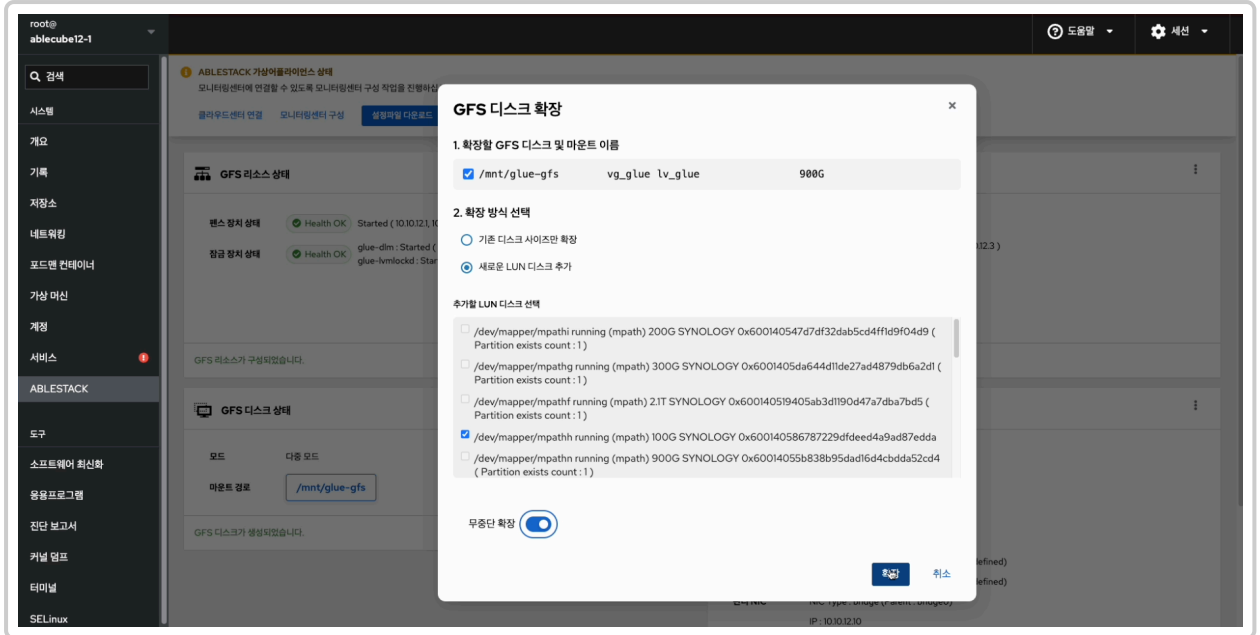 root@
ablecube12-1
도움말
세션
검색
시스템
개요
기록
저장소
네트워킹
포드맨 컨테이너
가상 머신
계정
서비스
ABLESTACK
도구
소프트웨어 최신화
응용프로그램
진단 보고서
커널 덤프
터미널
SELinux
ABLESTACK 가상어플라이언스 상태
모니터링센터에 연결할 수 있도록 모니터링센터 구성 작업을 진행하십
클라우드센터 연결 모니터링센터 구성 설정파일 다운로드
GFS 리소스 상태
펜스 장치 상태 Health OK Started ( 10.10.12.1, 10
잠금 장치 상태 Health OK glue-dlm : Started (
glue-lvmlockd : Star
GFS 리소스가 구성되었습니다.
GFS 디스크 상태
모드 다중 모드
마운트 경로 /mnt/glue-gfs
GFS 디스크가 생성되었습니다.
GFS 디스크 확장
1. 확장할 GFS 디스크 및 마운트 이름
/mnt/glue-gfs vg_glue lv_glue 900G
2. 확장 방식 선택
기존 디스크 사이즈만 확장
새로운 LUN 디스크 추가
추가할 LUN 디스크 선택
/dev/mapper/mpathi running (mpath) 200G SYNOLOGY 0x600140547d7df32dab5cd4ff1d9f04d9 (
Partition exists count : 1 )
/dev/mapper/mpathg running (mpath) 300G SYNOLOGY 0x6001405da644d11de27ad4879db6a2d1 (
Partition exists count : 1 )
/dev/mapper/mpathf running (mpath) 2.1T SYNOLOGY 0x600140519405ab3d1190d47a7dba7bd5 (
Partition exists count : 1 )
/dev/mapper/mpathh running (mpath) 100G SYNOLOGY 0x600140586787229dfdeed4a9ad87edda
/dev/mapper/mpathn running (mpath) 900G SYNOLOGY 0x60014055b838b95dad16d4cbdda52cd4
( Partition exists count : 1 )
무중단 확장
확장 취소
.12.3 )
efined)
efined)
NIC Type : bridge (Parent : bridge0)
IP : 10.10.12.10